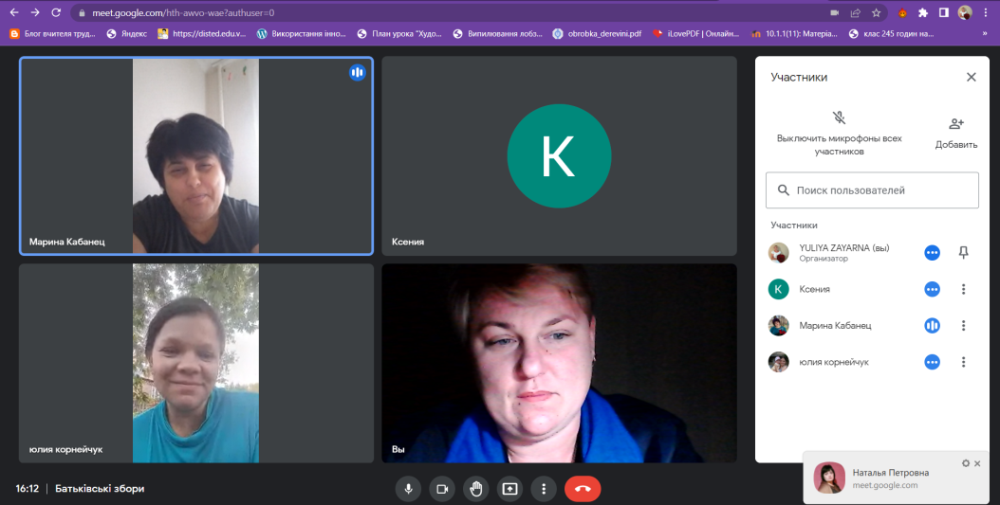 meet.google.com/hth-awvo-wae?authuser=0
Блог вчителя труд...
Яндекс
https://disted.edu.v...
Використання інно...
План урока "Худо...
Випилювання лобз...
obrobka_derevini.pdf
iLovePDF | Онлайн...
10.1.1(11): Матеріа...
клас 245 годин на...
»
Марина Кабанец
К
Ксения
юлия корнейчук
Вы
Участники
Выключить микрофоны всех
участников
Добавить
Поиск пользователей
Участники
YULIYA ZAYARNA (вы)
Организатор
К
Ксения
Марина Кабанец
юлия корнейчук
16:12 | Батьківські збори
Наталья Петровна
meet.google.com